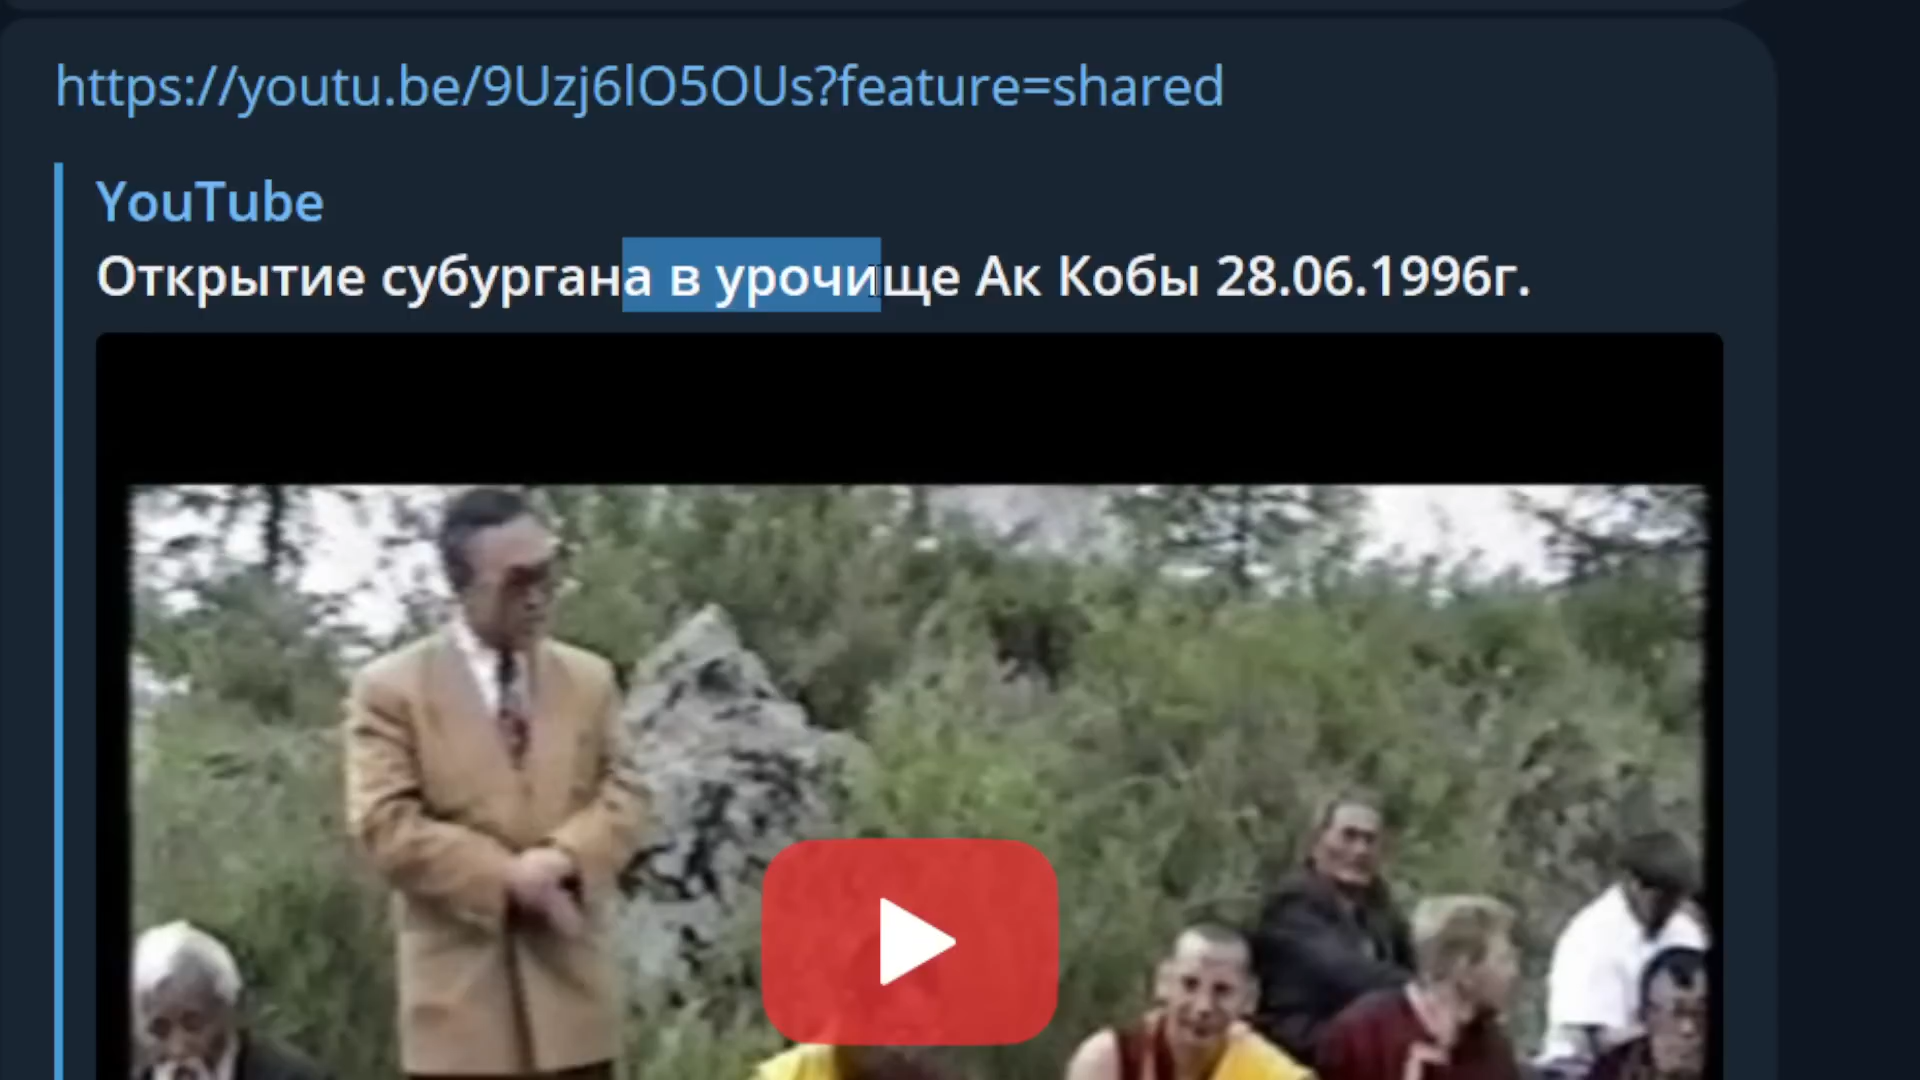 https://youtu.be/9Uzj6lO5OUs?feature=shared
YouTube
Открытие субургана в урочище Ак Кобы 28.06.1996г.